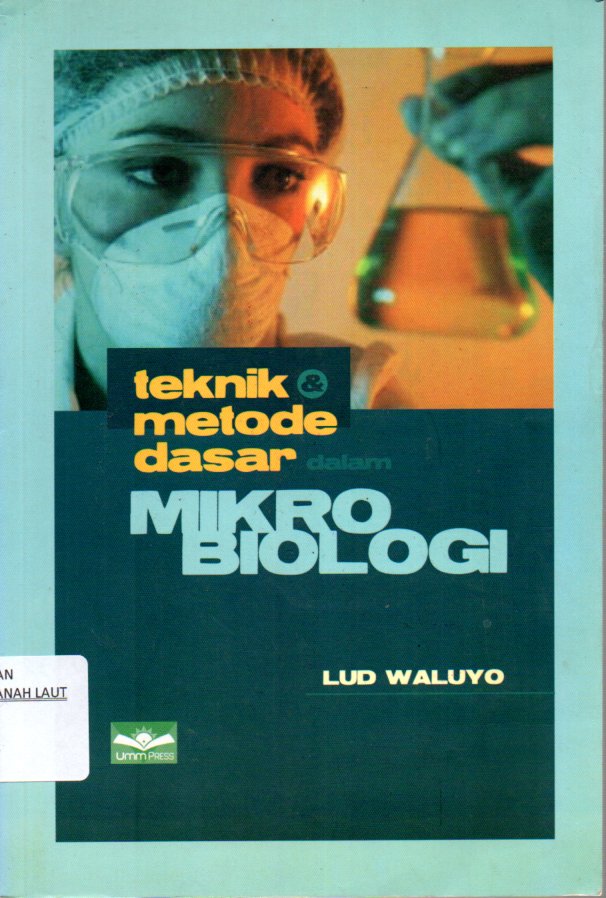 teknik &
metode
dasar dalam
MIKRO
BIOLOGI
LUD WALUYO
AN
ANAH LAUT
Umm PRESS